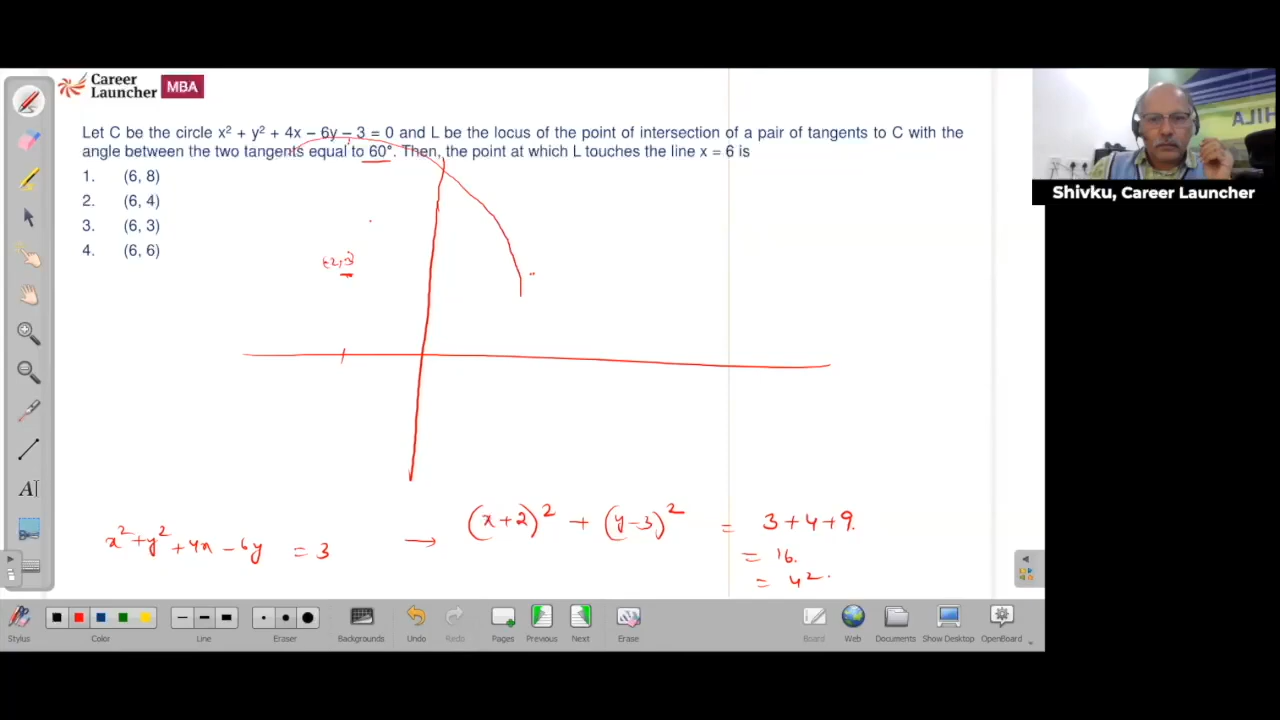 Career
Launcher MBA
Let C be the circle x² + y² + 4x − 6y − 3 = 0 and L be the locus of the point of intersection of a pair of tangents to C with the
angle between the two tangents equal to 60°. Then, the point at which L touches the line x = 6 is
1. (6, 8)
2. (6, 4)
3. (6, 3)
4. (6, 6)
(-2,3)
x² + y² + 4x − 6y = 3 → (x+2)² + (y−3)² = 3+4+9.
= 16.
= 4².
Shivku, Career Launcher
Stylus Color Line Eraser Backgrounds Undo Redo Pages Previous Next Erase Board Web Documents Show Desktop OpenBoard